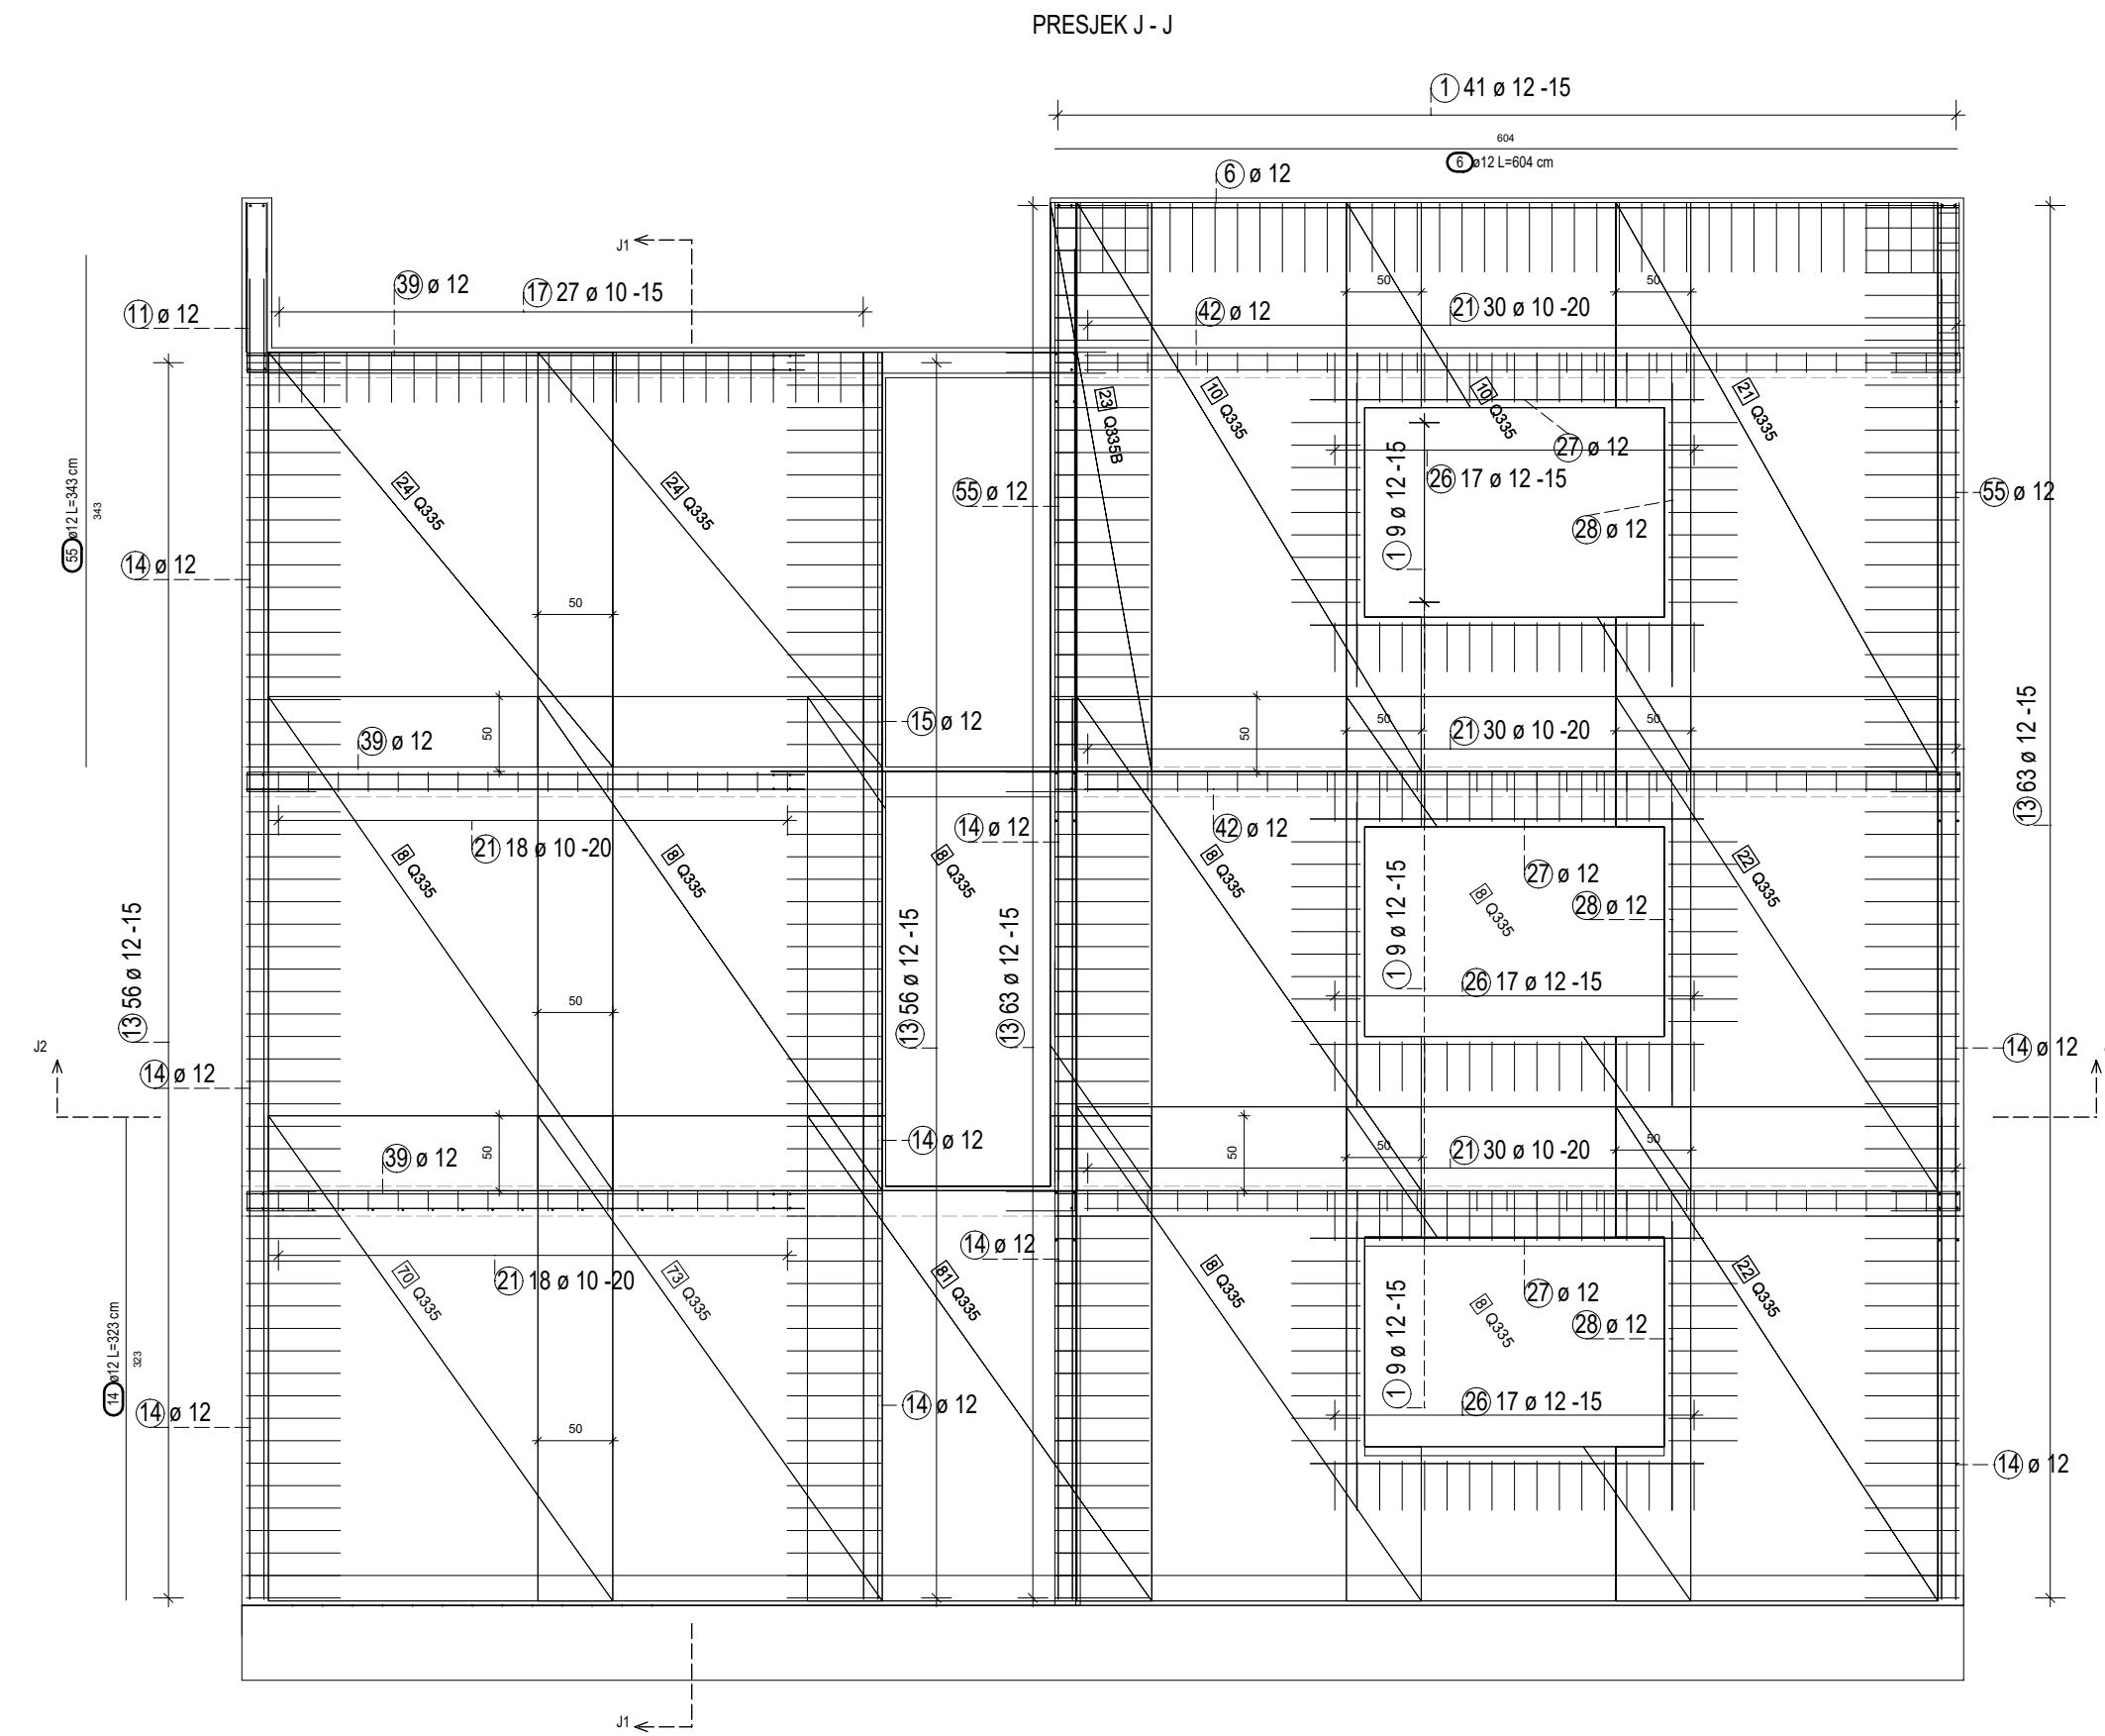 PRESJEK J - J
1 41 ø 12 -15
604
6 ø12 L=604 cm
6 ø 12
J1
39 ø 12
17 27 ø 10 -15
11 ø 12
42 ø 12
50
50
21 30 ø 10 -20
23 Q335B
10 Q335
10 Q335
21 Q335
27 ø 12
26 17 ø 12 -15
1 9 ø 12 -15
28 ø 12
55 ø 12
55 ø 12
24 Q335
24 Q335
55 ø12 L=343 cm
343
14 ø 12
50
15 ø 12
39 ø 12
50
50
50
50
21 30 ø 10 -20
13 63 ø 12 -15
21 18 ø 10 -20
14 ø 12
42 ø 12
8 Q335
8 Q335
8 Q335
8 Q335
22 Q335
27 ø 12
8 Q335
28 ø 12
1 9 ø 12 -15
26 17 ø 12 -15
13 56 ø 12 -15
13 56 ø 12 -15
13 63 ø 12 -15
50
J2
14 ø 12
14 ø 12
14 ø 12
39 ø 12
50
50
50
50
21 30 ø 10 -20
14 ø 12
21 18 ø 10 -20
70 Q335
73 Q335
81 Q335
8 Q335
8 Q335
22 Q335
27 ø 12
28 ø 12
1 9 ø 12 -15
26 17 ø 12 -15
14 ø12 L=323 cm
323
14 ø 12
14 ø 12
50
14 ø 12
J1